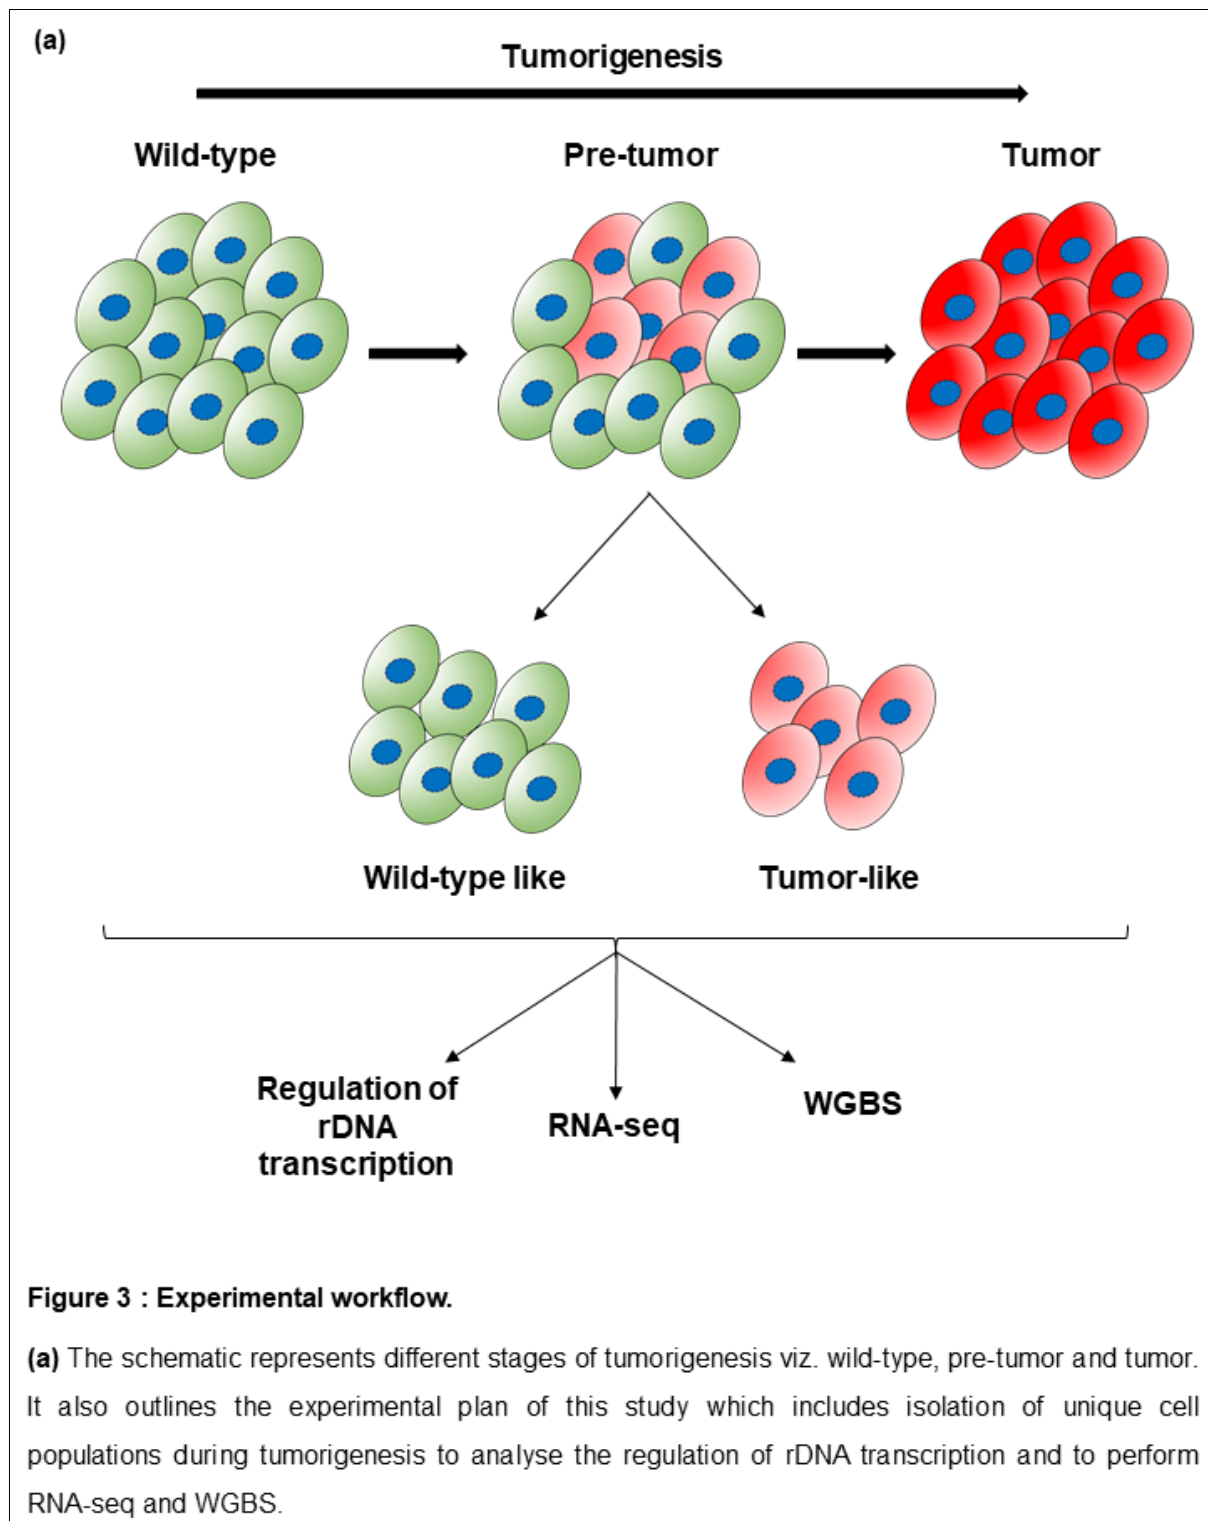 (a)
Tumorigenesis
Wild-type
Pre-tumor
Tumor
Wild-type like
Tumor-like
Regulation of
rDNA
transcription
RNA-seq
WGBS
Figure 3 : Experimental workflow.
(a) The schematic represents different stages of tumorigenesis viz. wild-type, pre-tumor and tumor.
It also outlines the experimental plan of this study which includes isolation of unique cell
populations during tumorigenesis to analyse the regulation of rDNA transcription and to perform
RNA-seq and WGBS.